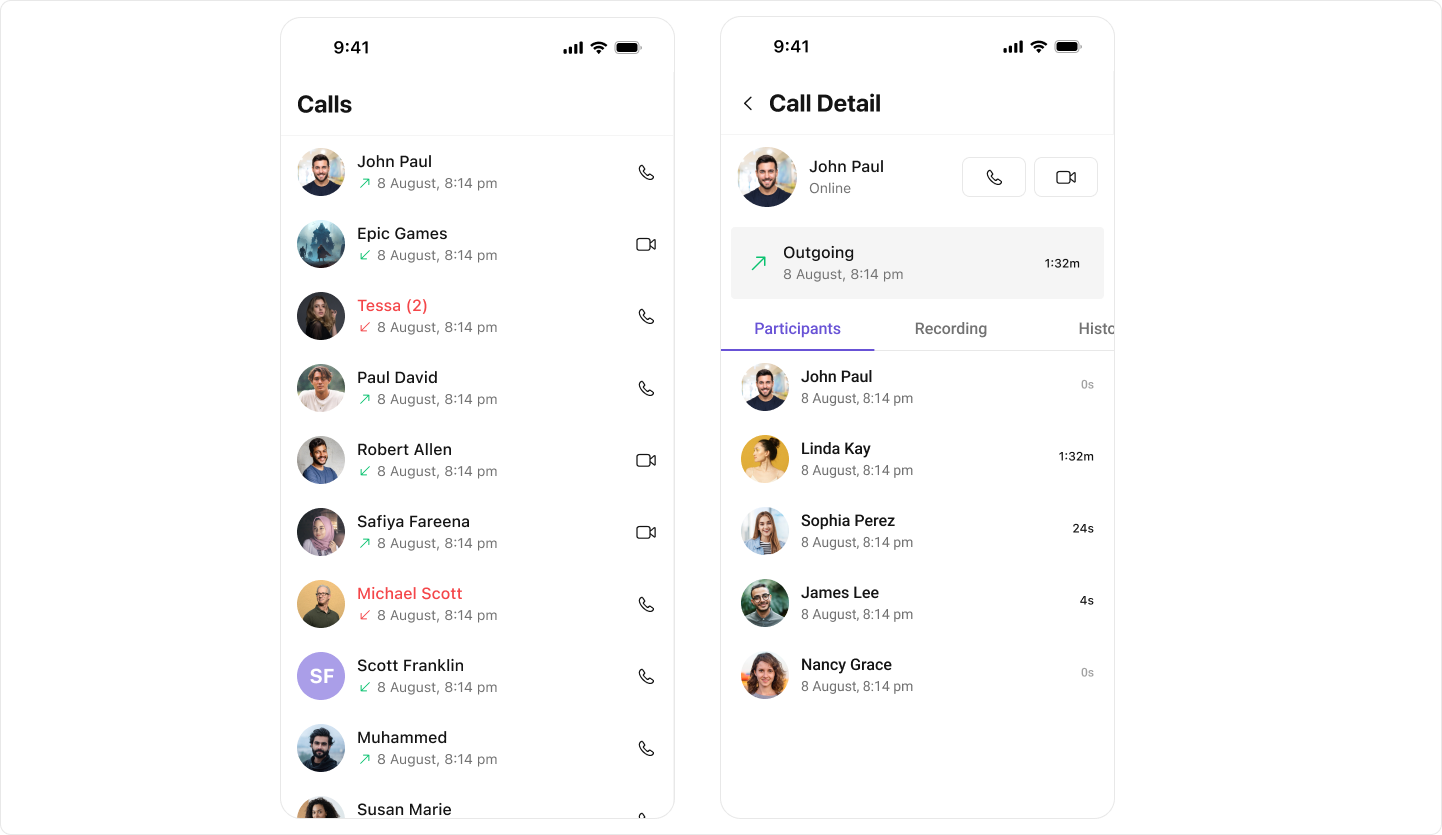 9:41
Calls
John Paul
8 August, 8:14 pm
Epic Games
8 August, 8:14 pm
Tessa (2)
8 August, 8:14 pm
Paul David
8 August, 8:14 pm
Robert Allen
8 August, 8:14 pm
Safiya Fareena
8 August, 8:14 pm
Michael Scott
8 August, 8:14 pm
SF
Scott Franklin
8 August, 8:14 pm
Muhammed
8 August, 8:14 pm
Susan Marie
9:41
Call Detail
John Paul
Online
Outgoing
8 August, 8:14 pm
1:32m
Participants Recording Histo
John Paul
8 August, 8:14 pm
0s
Linda Kay
8 August, 8:14 pm
1:32m
Sophia Perez
8 August, 8:14 pm
24s
James Lee
8 August, 8:14 pm
4s
Nancy Grace
8 August, 8:14 pm
0s